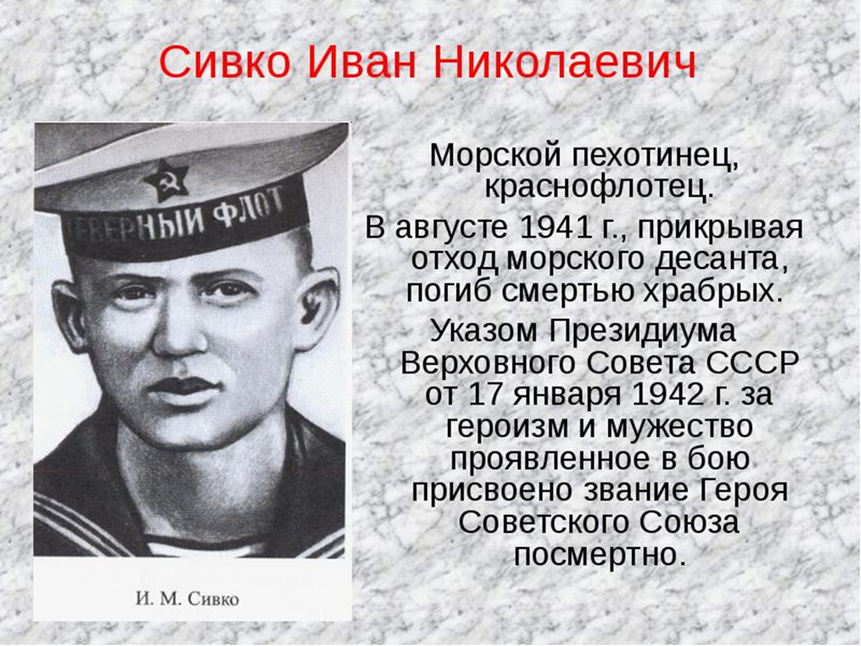 Сивко Иван Николаевич
СЕВЕРНЫЙ ФЛОТ
Морской пехотинец,
краснофлотец.
В августе 1941 г., прикрывая
отход морского десанта,
погиб смертью храбрых.
Указом Президиума
Верховного Совета СССР
от 17 января 1942 г. за
героизм и мужество
проявленное в бою
присвоено звание Героя
Советского Союза
посмертно.
И. М. Сивко